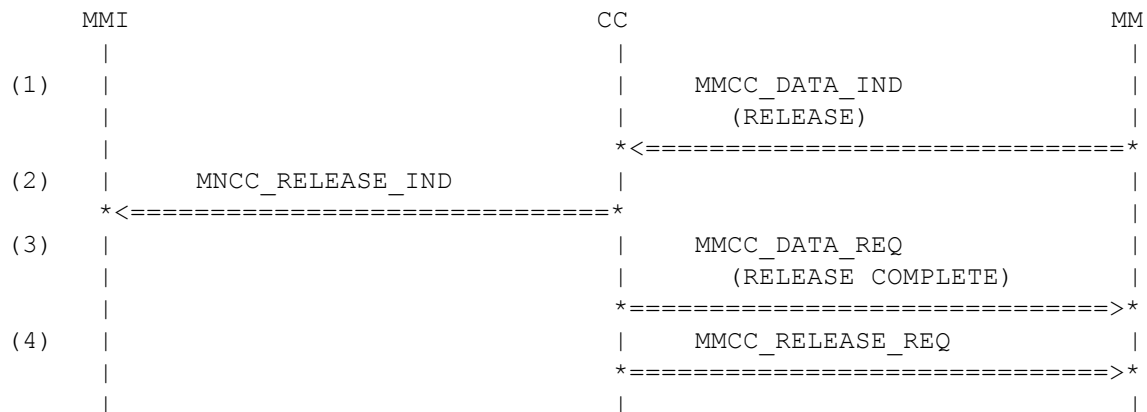 MMI CC MM
(1) MMCC_DATA_IND
(RELEASE)
(2) MNCC_RELEASE_IND
(3) MMCC_DATA_REQ
(RELEASE COMPLETE)
(4) MMCC_RELEASE_REQ